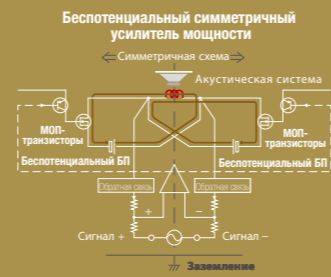 Беспотенциальный симметричный
усилитель мощности
Симметричная схема
Акустическая система
МОП-
транзисторы
МОП-
транзисторы
Беспотенциальный БП
Беспотенциальный БП
Обратная связь
Обратная связь
+
−
Сигнал +
Сигнал −
Заземление